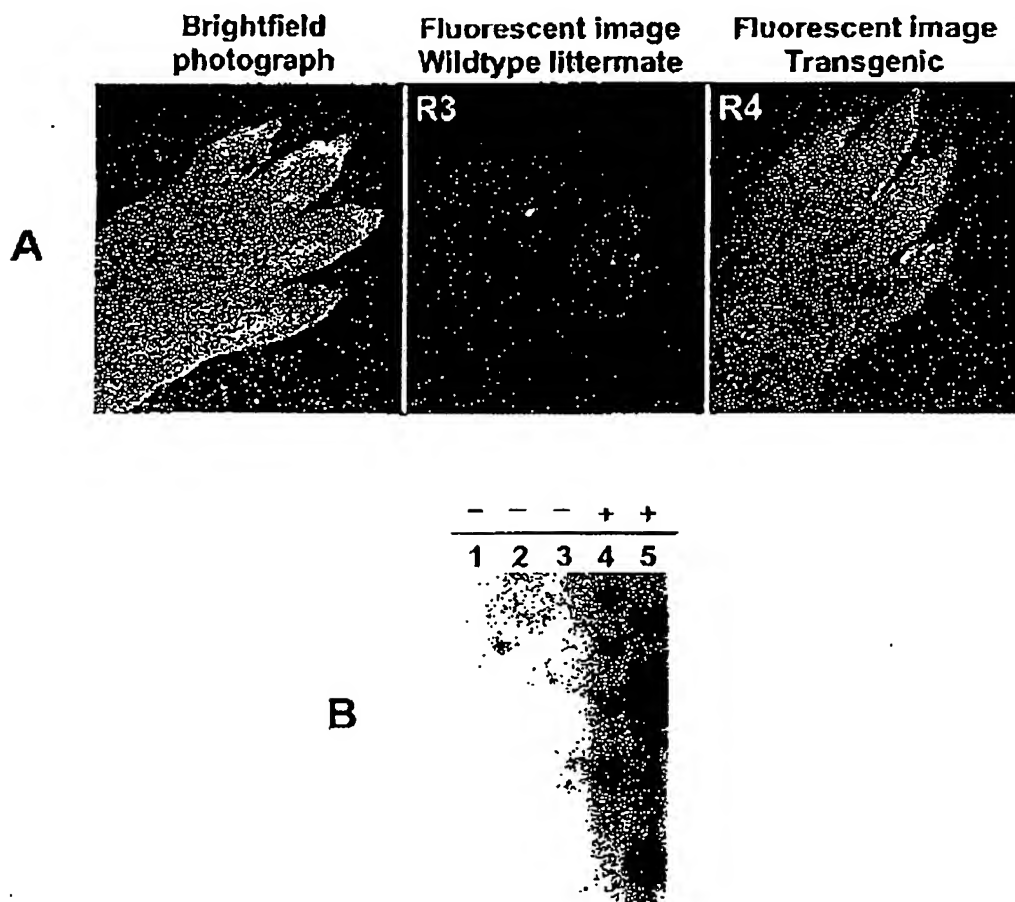 Brightfield photograph
Fluorescent image Wildtype littermate
Fluorescent image Transgenic
R3
R4
A
- - - + +
1 2 3 4 5
B